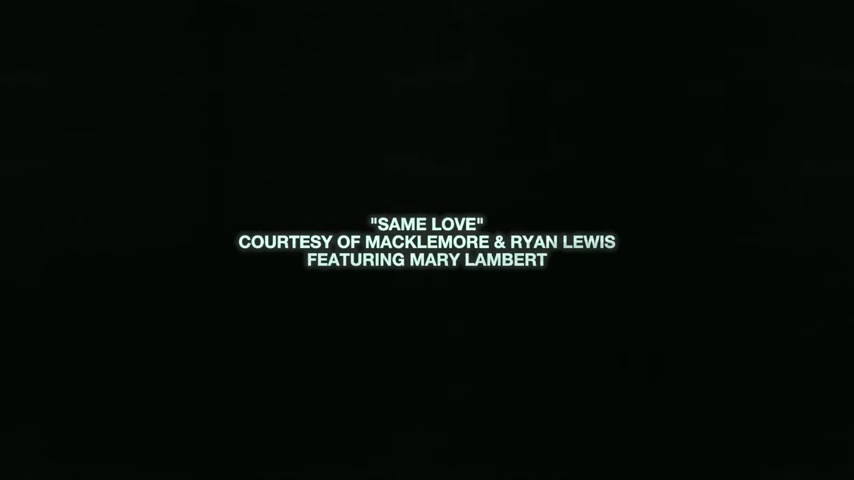 "SAME LOVE"
COURTESY OF MACKLEMORE & RYAN LEWIS
FEATURING MARY LAMBERT